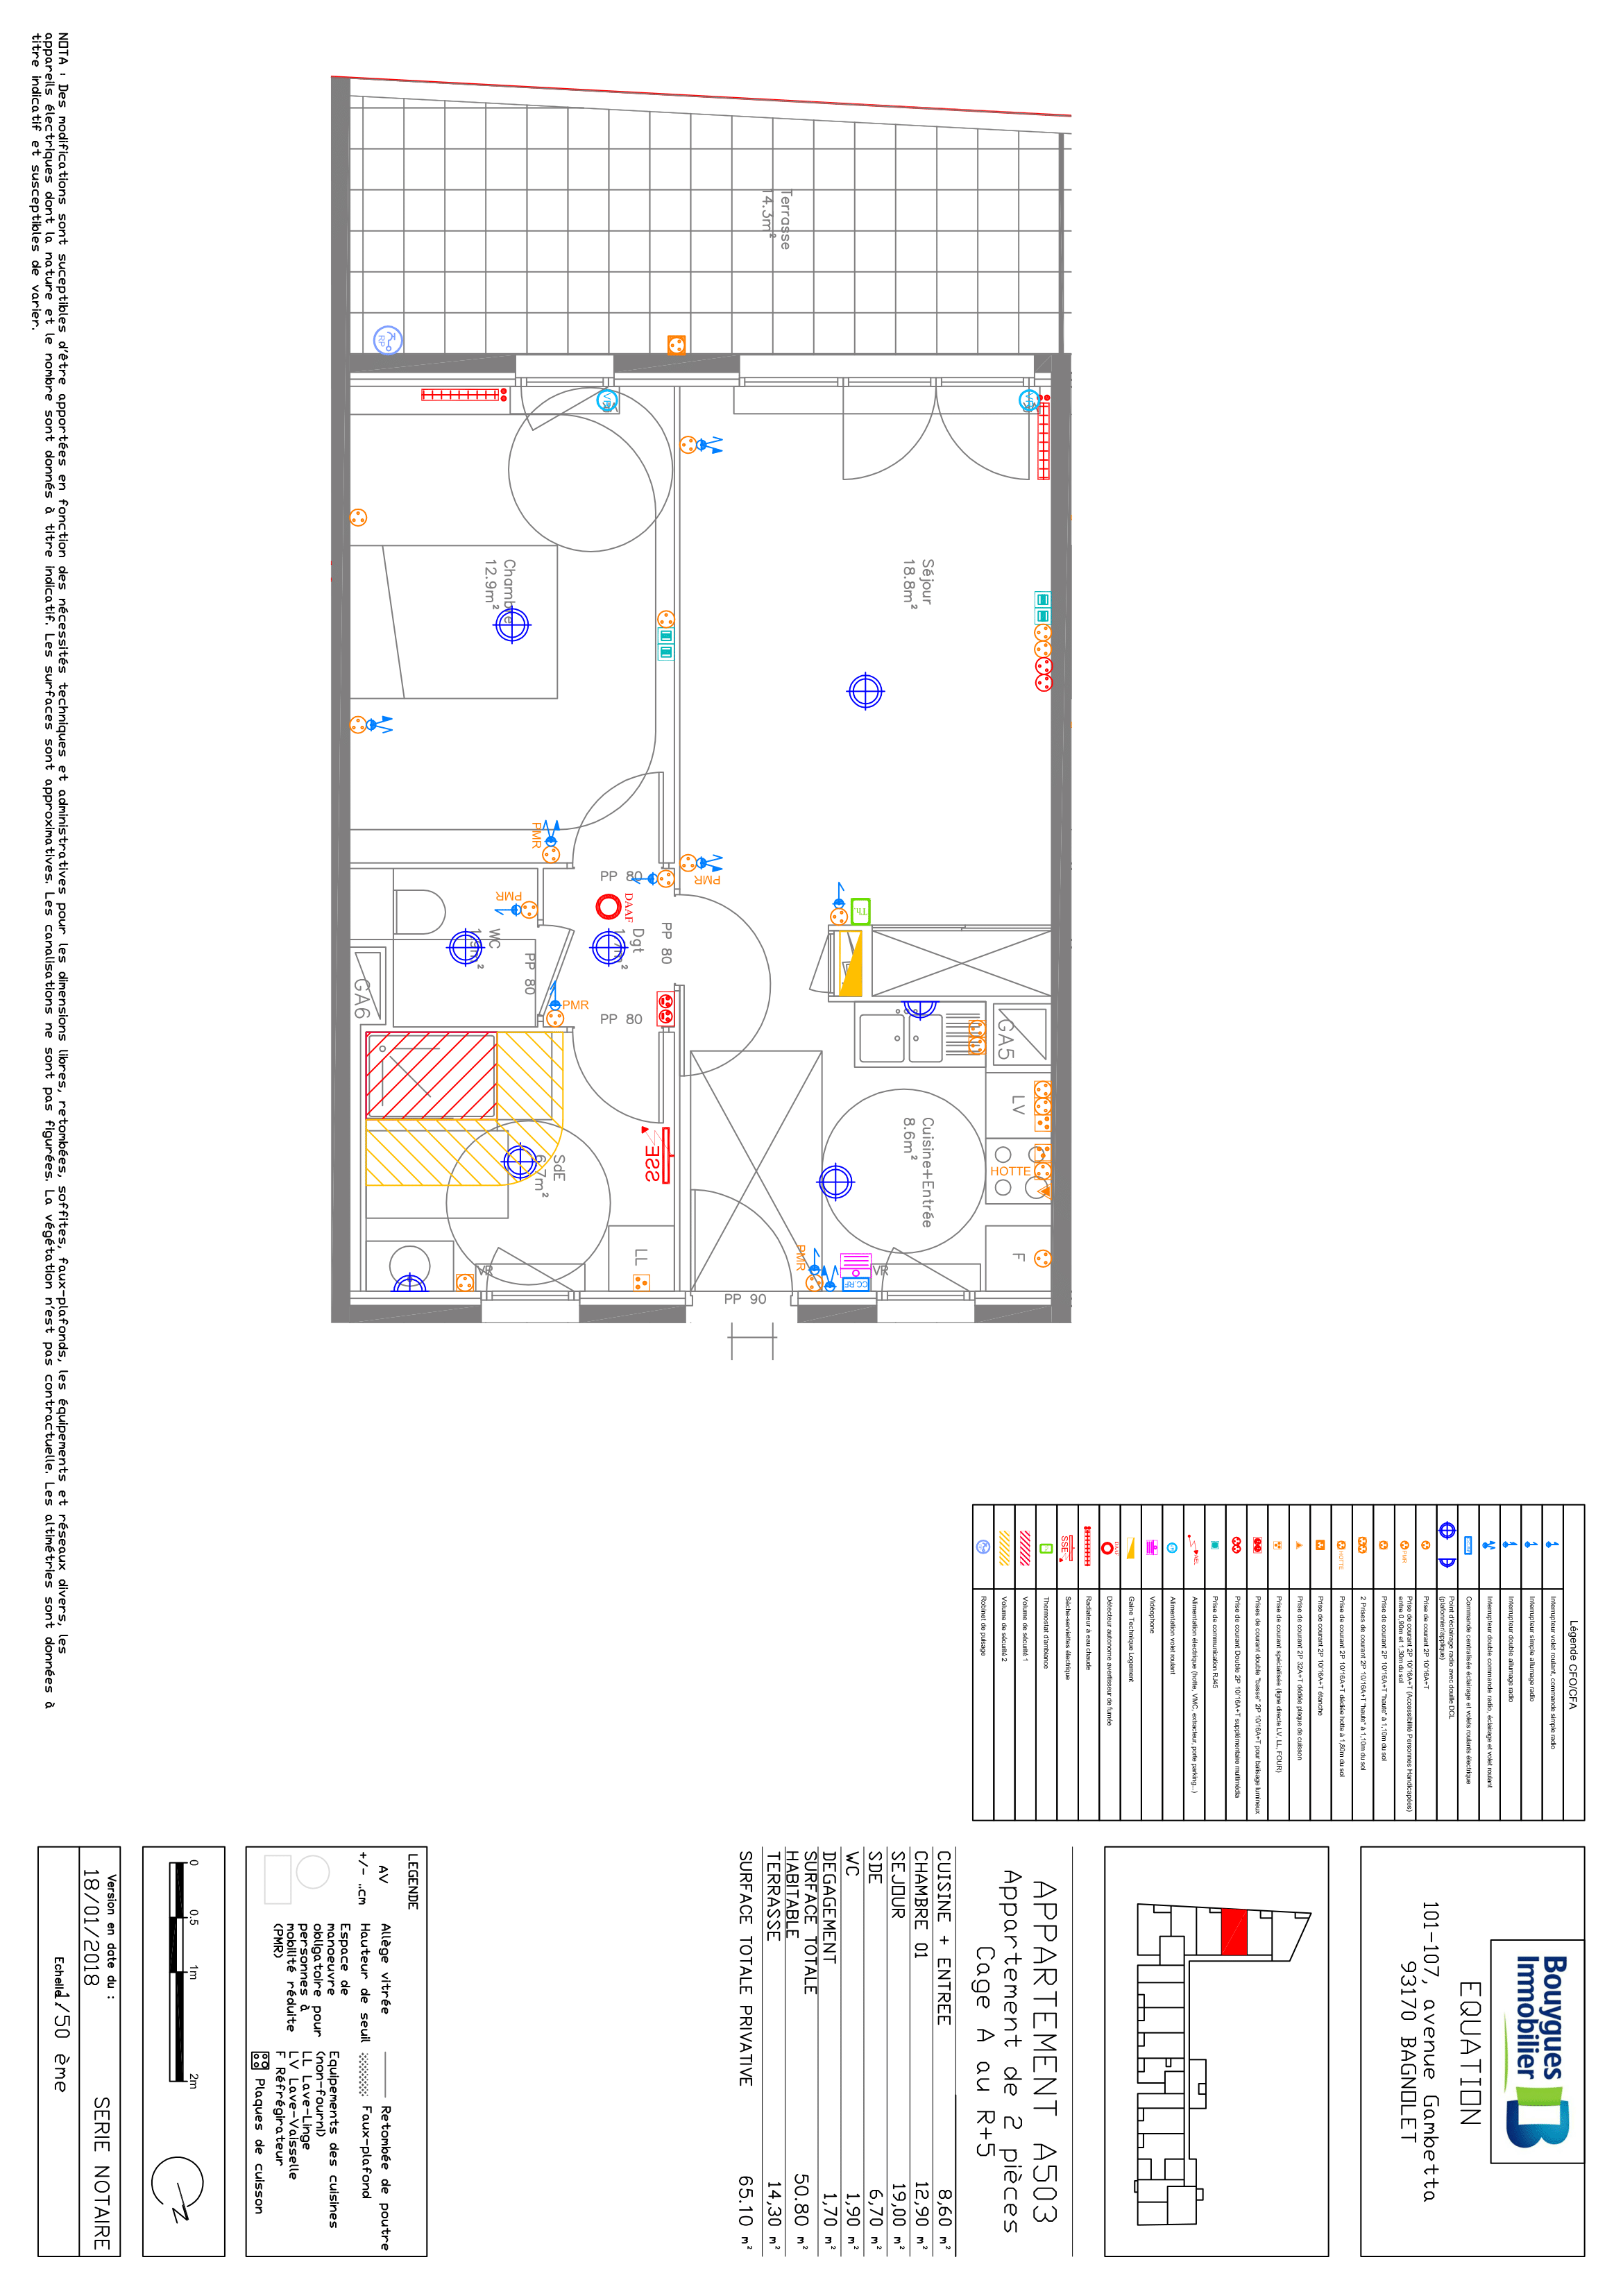 Bouygues
Immobilier
EQUATION
101-107, avenue Gambetta
93170 BAGNOLET
APPARTEMENT A503
Appartement de 2 pièces
Cage A au R+5
CUISINE + ENTREE 8,60 m²
CHAMBRE 01 12,90 m²
SEJOUR 19,00 m²
SDE 6,70 m²
WC 1,90 m²
DEGAGEMENT 1,70 m²
SURFACE TOTALE
HABITABLE 50.80 m²
TERRASSE 14,30 m²
SURFACE TOTALE PRIVATIVE 65.10 m²
LEGENDE
AV Allège vitrée
+/- ..cm Hauteur de seuil
Espace de
manoeuvre
obligatoire pour
personnes à
mobilité réduite
(PMR)
Retombée de poutre
Faux-plafond
Equipements des cuisines
(non-fourni)
LL Lave-Linge
LV Lave-Vaisselle
F Réfrigérateur
Plaques de cuisson
0 0.5 1m 2m
Version en date du :
18/01/2018
SERIE NOTAIRE
Echelle 1/50 ème
Légende CFO/CFA
Interrupteur volet roulant, commande simple radio
Interrupteur simple allumage radio
Interrupteur double allumage radio
Interrupteur double commande radio, éclairage et volet roulant
Commande centralisée éclairage et volets roulants électrique
Point d'éclairage radio avec douille DCL
(plafonnier/applique)
Prise de courant 2P 10/16A+T
PMR
Prise de courant 2P 10/16A+T (Accessibilité Personnes Handicapées)
entre 0,90m et 1,30m du sol
Prise de courant 2P 10/16A+T "haute" à 1,10m du sol
2 Prises de courant 2P 10/16A+T "haute" à 1,10m du sol
HOTTE
Prise de courant 2P 10/16A+T dédiée hotte à 1,80m du sol
Prise de courant 2P 10/16A+T étanche
Prise de courant 2P 32A+T dédiée plaque de cuisson
Prise de courant spécialisée (ligne directe LV, LL, FOUR)
Prises de courant double "basse" 2P 10/16A+T pour balisage lumineux
Prise de courant Double 2P 10/16A+T supplémentaire multimédia
Prise de communication RJ45
Alimentation électrique (hotte, VMC, extracteur, porte parking...)
Alimentation volet roulant
Vidéophone
Gaine Technique Logement
DAAF
Détecteur autonome avertisseur de fumée
Radiateur à eau chaude
SSE
Sèche-serviettes électrique
Thermostat d'ambiance
Volume de sécurité 1
Volume de sécurité 2
Robinet de puisage
Terrasse
14.3m²
RP
Séjour
18.8m²
Chambre
12.9m²
PMR
PMR
PMR
PMR
PMR
PP 80
PP 80
PP 80
PP 80
DAAF
Dgt
WC
GA6
GA5
SdE
6.7m²
SSE
LL
VR
VR
Cuisine+Entrée
8.6m²
LV
HOTTE
F
CC.RF
PP 90
NOTA : Des modifications sont suceptibles d'être apportées en fonction des nécessités techniques et administratives pour les dimensions libres, retombées, soffites, faux-plafonds, les équipements et réseaux divers, les
appareils électriques dont la nature et le nombre sont donnés à titre indicatif. Les surfaces sont approximatives. Les canalisations ne sont pas figurées. La végétation n'est pas contractuelle. Les altimétries sont données à
titre indicatif et susceptibles de varier.